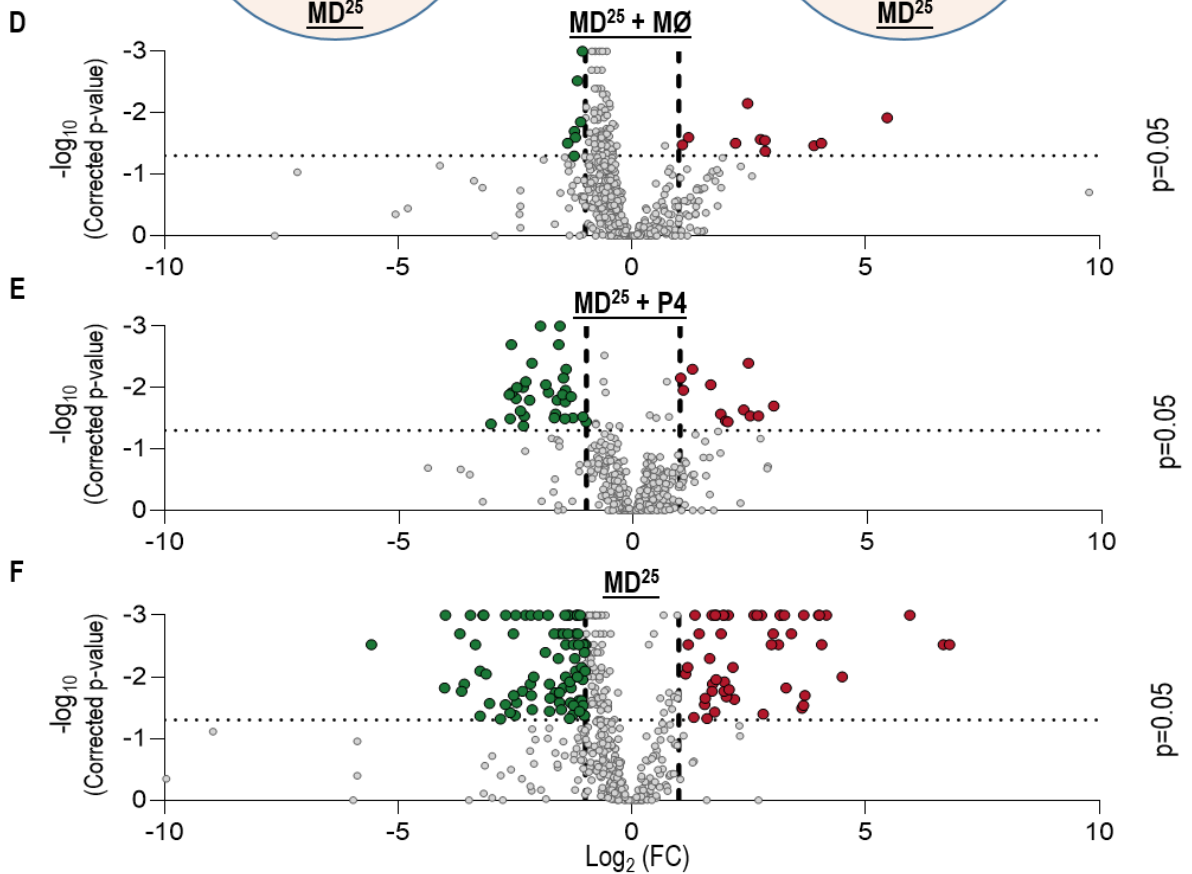 MD²⁵ MD²⁵
D
MD²⁵ + MØ
-log₁₀
(Corrected p-value)
-3
-2
-1
0
-10 -5 0 5 10
p=0.05
E
MD²⁵ + P4
-log₁₀
(Corrected p-value)
-3
-2
-1
0
-10 -5 0 5 10
p=0.05
F
MD²⁵
-log₁₀
(Corrected p-value)
-3
-2
-1
0
-10 -5 0 5 10
p=0.05
Log₂ (FC)